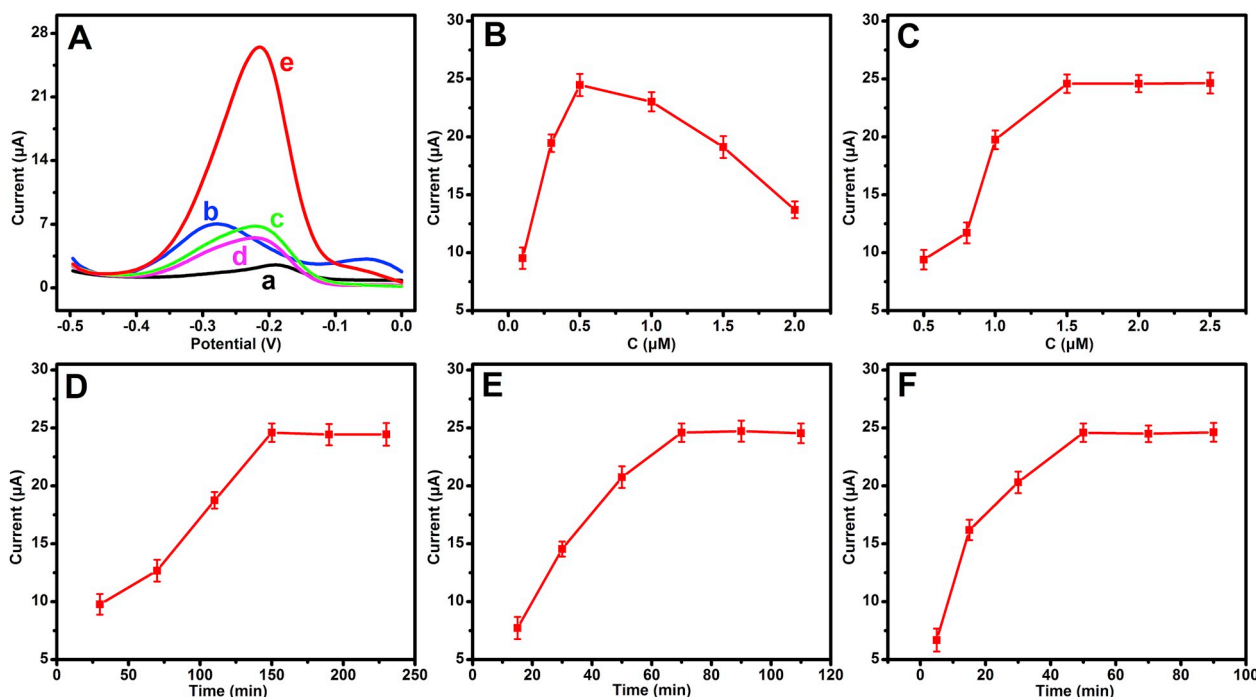 A
Current (μA)
28
21
14
7
0
e
b
c
d
a
-0.5 -0.4 -0.3 -0.2 -0.1 0.0
Potential (V)
B
Current (μA)
30
25
20
15
10
5
0.0 0.5 1.0 1.5 2.0
C (μM)
C
Current (μA)
30
25
20
15
10
5
0.5 1.0 1.5 2.0 2.5
C (μM)
D
Current (μA)
30
25
20
15
10
5
0 50 100 150 200 250
Time (min)
E
Current (μA)
30
25
20
15
10
5
0 20 40 60 80 100 120
Time (min)
F
Current (μA)
30
25
20
15
10
5
0 20 40 60 80 100
Time (min)